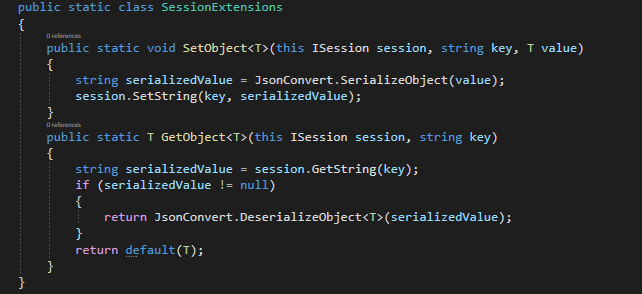 public static class SessionExtensions
{
0 references
public static void SetObject<T>(this ISession session, string key, T value)
{
string serializedValue = JsonConvert.SerializeObject(value);
session.SetString(key, serializedValue);
}
0 references
public static T GetObject<T>(this ISession session, string key)
{
string serializedValue = session.GetString(key);
if (serializedValue != null)
{
return JsonConvert.DeserializeObject<T>(serializedValue);
}
return default(T);
}
}